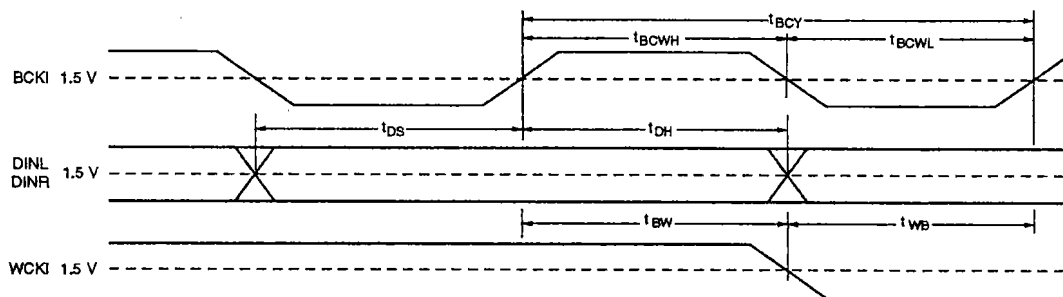 tBCY
tBCWH tBCWL
BCKI 1.5 V
tDS tDH
DINL
DINR 1.5 V
tBW tWB
WCKI 1.5 V